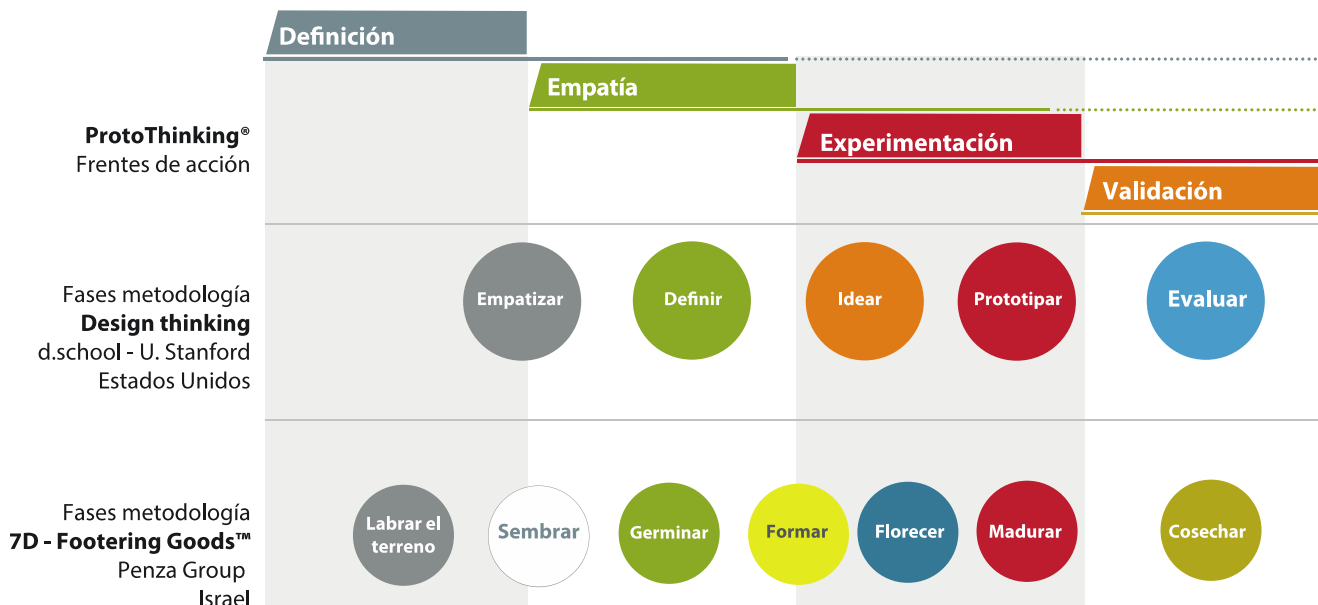 Definición
Empatía
Experimentación
Validación
ProtoThinking®
Frentes de acción
Fases metodología
Design thinking
d.school - U. Stanford
Estados Unidos
Empatizar
Definir
Idear
Prototipar
Evaluar
Fases metodología
7D - Footering Goods™
Penza Group
Israel
Labrar el
terreno
Sembrar
Germinar
Formar
Florecer
Madurar
Cosechar